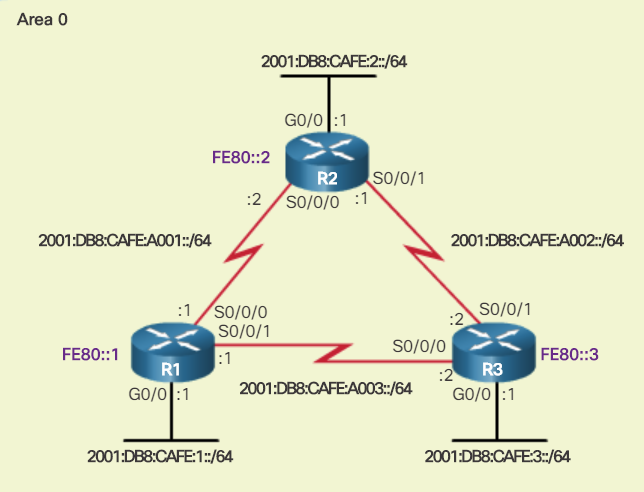 Area 0
2001:DB8:CAFE:2::/64
G0/0 :1
FE80::2
R2
S0/0/1
:2 S0/0/0 :1
2001:DB8:CAFE:A001::/64
2001:DB8:CAFE:A002::/64
:1 S0/0/0
S0/0/1
:2 S0/0/1
FE80::1
R1
:1
S0/0/0
:2
R3
FE80::3
2001:DB8:CAFE:A003::/64
G0/0 :1
G0/0 :1
2001:DB8:CAFE:1::/64
2001:DB8:CAFE:3::/64